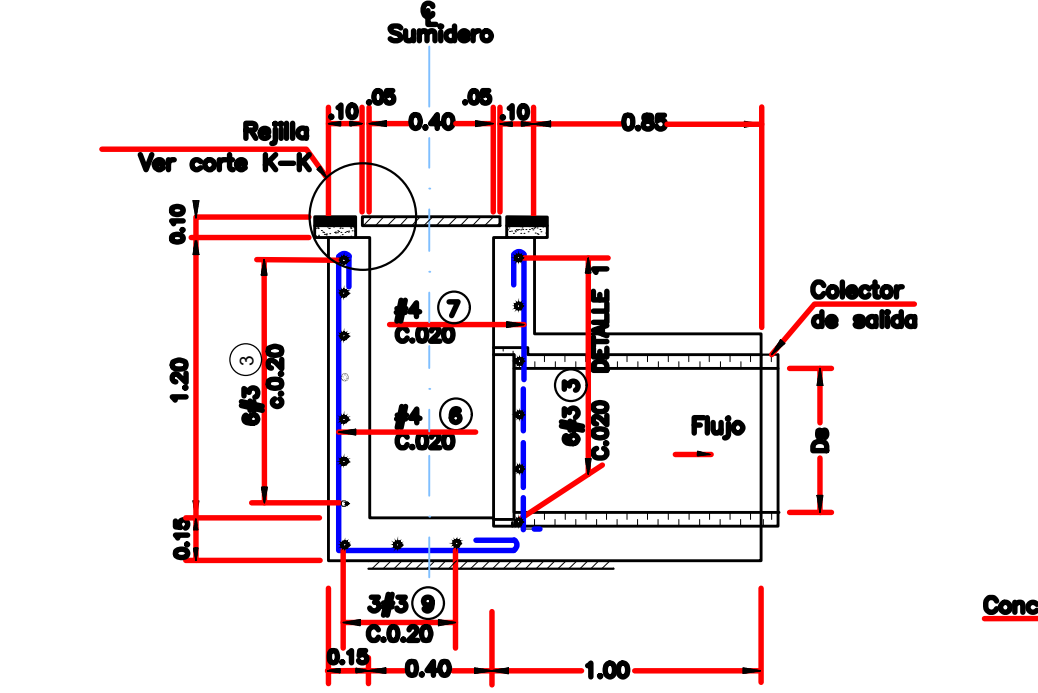 ℄
Sumidero
.10
.05
0.40
.05
.10
0.85
Rejilla
Ver corte K-K
0.10
1.20
0.15
6#3
c.0.20
3
#4
7
C.020
#4
6
C.020
DETALLE 1
6#3
C.020
3
Colector
de salida
Flujo
Ds
3#3
9
C.0.20
0.15
0.40
1.00
Conc